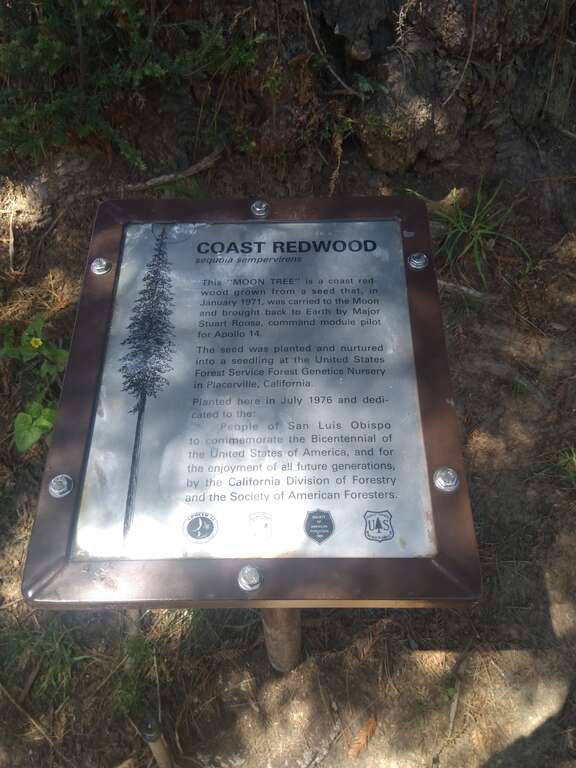 COAST REDWOOD
sequoia sempervirens
This "MOON TREE" is a coast red-
wood grown from a seed that, in
January 1971, was carried to the Moon
and brought back to Earth by Major
Stuart Roosa, command module pilot
for Apollo 14.
The seed was planted and nurtured
into a seedling at the United States
Forest Service Forest Genetics Nursery
in Placerville, California.
Planted here in July 1976 and dedi-
cated to the:
People of San Luis Obispo
to commemorate the Bicentennial of
the United States of America, and for
the enjoyment of all future generations,
by the California Division of Forestry
and the Society of American Foresters.
SOCIETY
OF
AMERICAN
FORESTERS
UAS